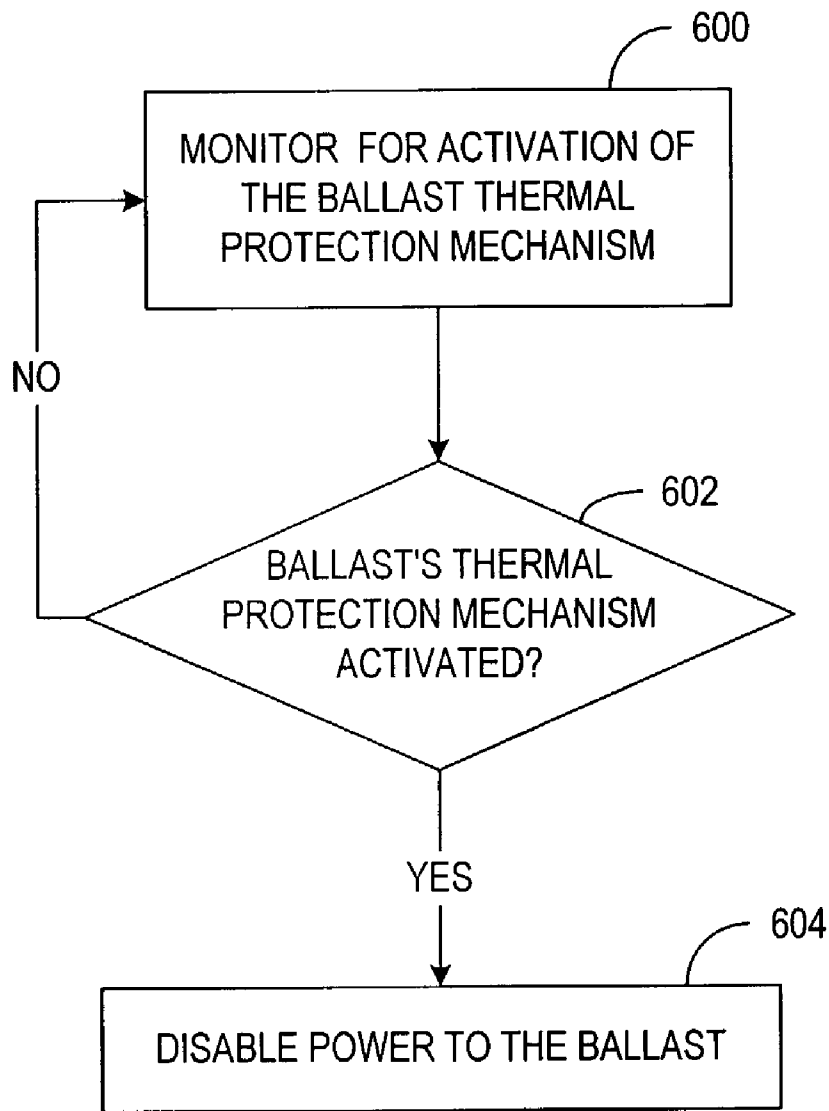 600
MONITOR FOR ACTIVATION OF
THE BALLAST THERMAL
PROTECTION MECHANISM
NO
602
BALLAST'S THERMAL
PROTECTION MECHANISM
ACTIVATED?
YES
604
DISABLE POWER TO THE BALLAST